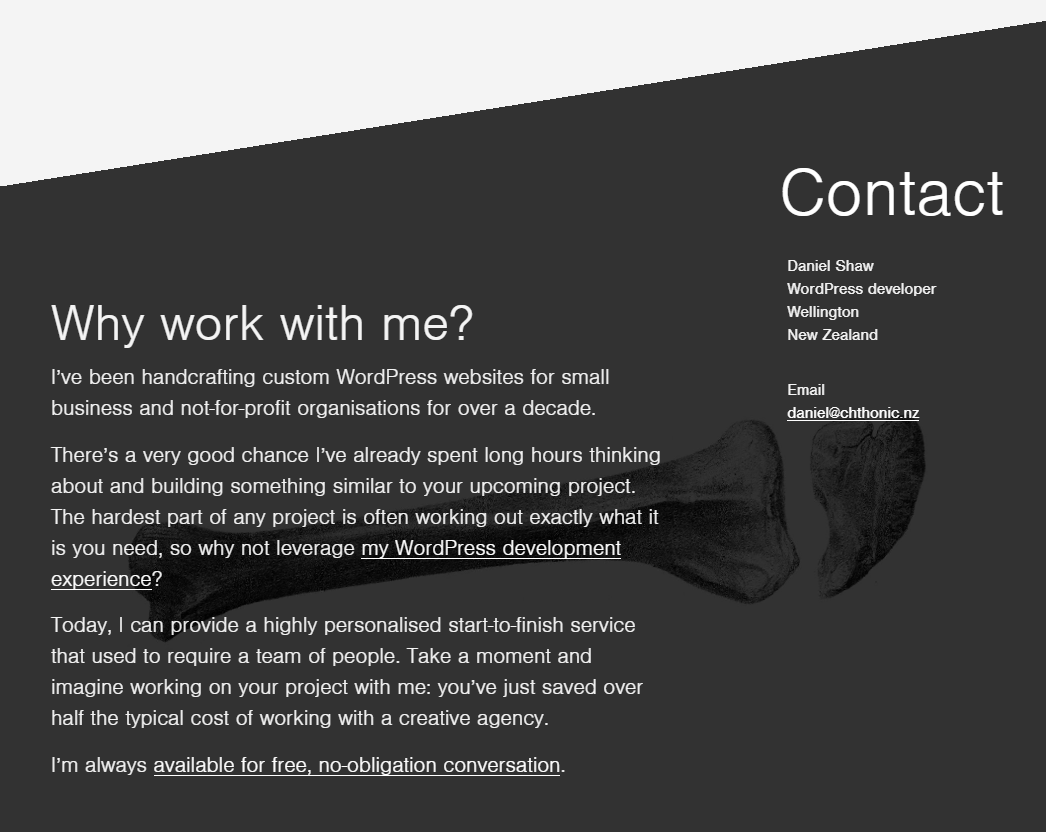 Contact
Daniel Shaw
WordPress developer
Wellington
New Zealand
Email
daniel@chthonic.nz
Why work with me?
I’ve been handcrafting custom WordPress websites for small
business and not-for-profit organisations for over a decade.
There’s a very good chance I’ve already spent long hours thinking
about and building something similar to your upcoming project.
The hardest part of any project is often working out exactly what it
is you need, so why not leverage my WordPress development
experience?
Today, I can provide a highly personalised start-to-finish service
that used to require a team of people. Take a moment and
imagine working on your project with me: you’ve just saved over
half the typical cost of working with a creative agency.
I’m always available for free, no-obligation conversation.